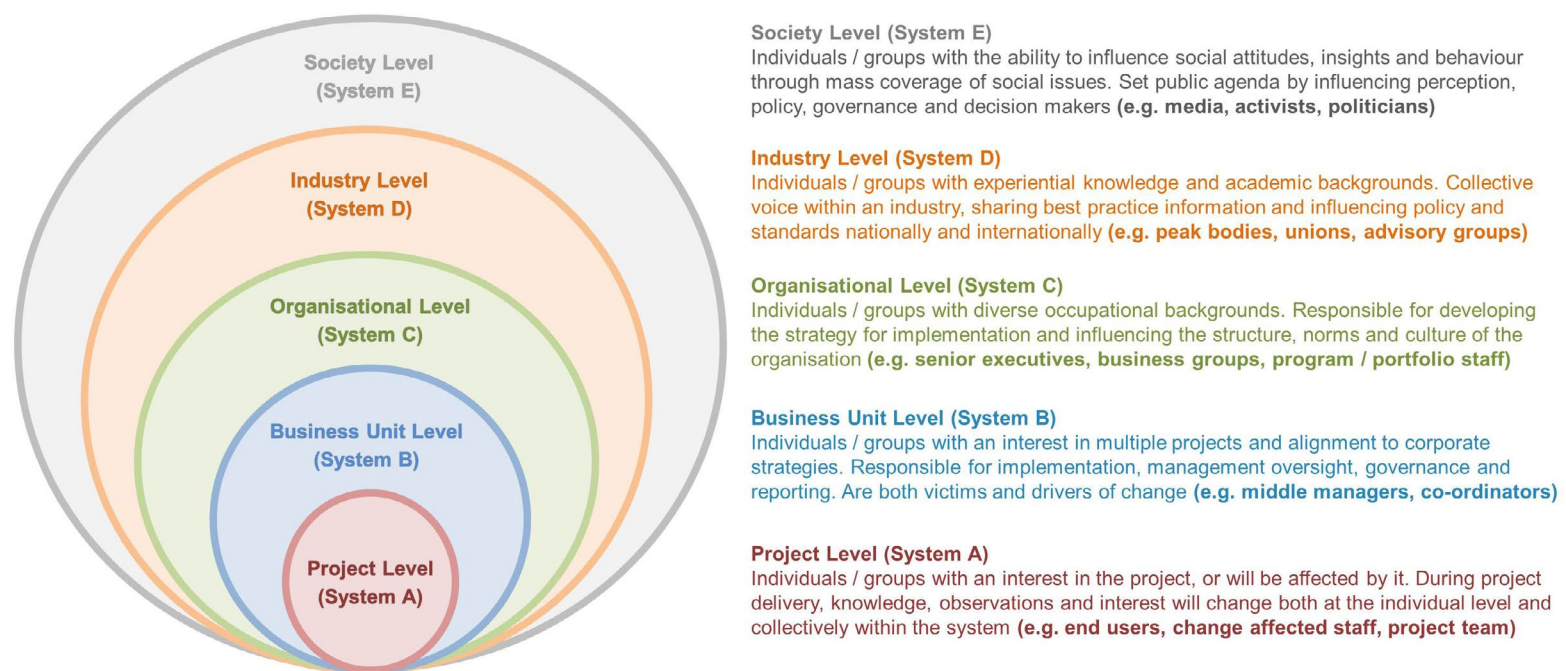 Society Level
(System E)
Industry Level
(System D)
Organisational Level
(System C)
Business Unit Level
(System B)
Project Level
(System A)
Society Level (System E)
Individuals / groups with the ability to influence social attitudes, insights and behaviour
through mass coverage of social issues. Set public agenda by influencing perception,
policy, governance and decision makers (e.g. media, activists, politicians)
Industry Level (System D)
Individuals / groups with experiential knowledge and academic backgrounds. Collective
voice within an industry, sharing best practice information and influencing policy and
standards nationally and internationally (e.g. peak bodies, unions, advisory groups)
Organisational Level (System C)
Individuals / groups with diverse occupational backgrounds. Responsible for developing
the strategy for implementation and influencing the structure, norms and culture of the
organisation (e.g. senior executives, business groups, program / portfolio staff)
Business Unit Level (System B)
Individuals / groups with an interest in multiple projects and alignment to corporate
strategies. Responsible for implementation, management oversight, governance and
reporting. Are both victims and drivers of change (e.g. middle managers, co-ordinators)
Project Level (System A)
Individuals / groups with an interest in the project, or will be affected by it. During project
delivery, knowledge, observations and interest will change both at the individual level and
collectively within the system (e.g. end users, change affected staff, project team)